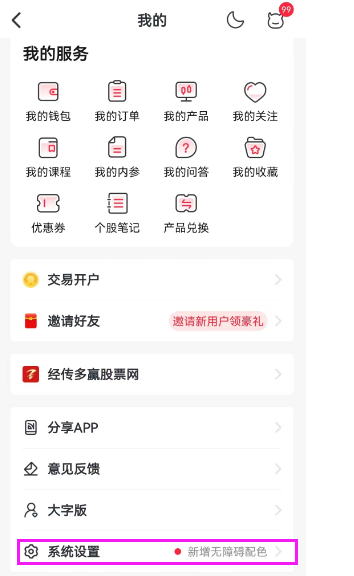 我的
99
我的服务
我的钱包 我的订单 我的产品 我的关注
我的课程 我的内参 我的问答 我的收藏
优惠券 个股笔记 产品兑换
交易开户
邀请好友 邀请新用户领豪礼
经传多赢股票网
分享APP
意见反馈
大字版
系统设置 新增无障碍配色